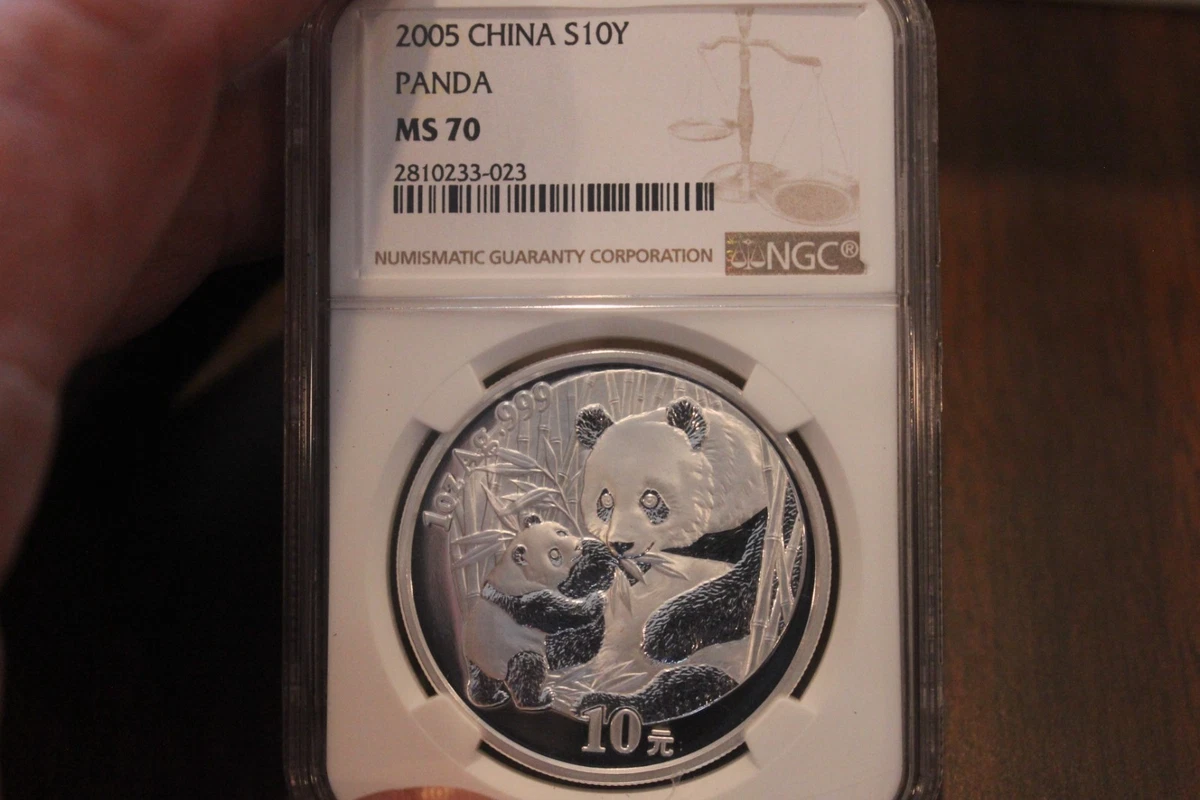 2005 CHINA S10Y
PANDA
MS 70
2810233-023
NUMISMATIC GUARANTY CORPORATION
NGC®
1oz Ag.999
10元